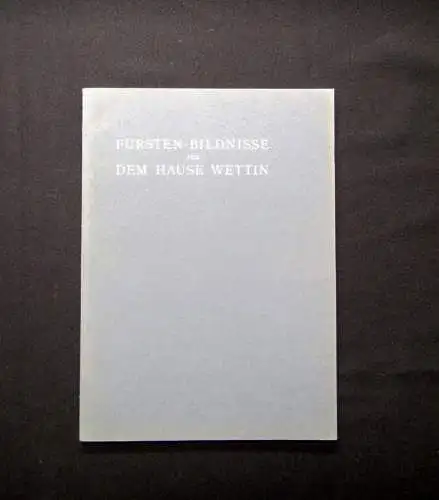 FÜRSTEN-BILDNISSE
AUS
DEM HAUSE WETTIN